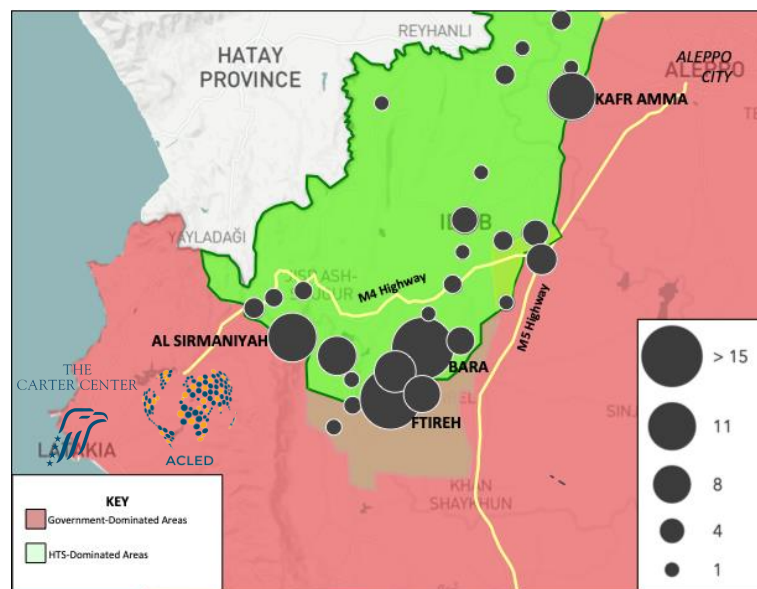 REYHANLI
HATAY
PROVINCE
ALEPPO
CITY
ALEPPO
KAFR AMMA
YAYLADAĞI
M4 Highway
M5 Highway
AL SIRMANIYAH
BARA
FTIREH
THE
CARTER CENTER
ACLED
KHAN
SHAYKHUN
KEY
Government-Dominated Areas
HTS-Dominated Areas
> 15
11
8
4
1